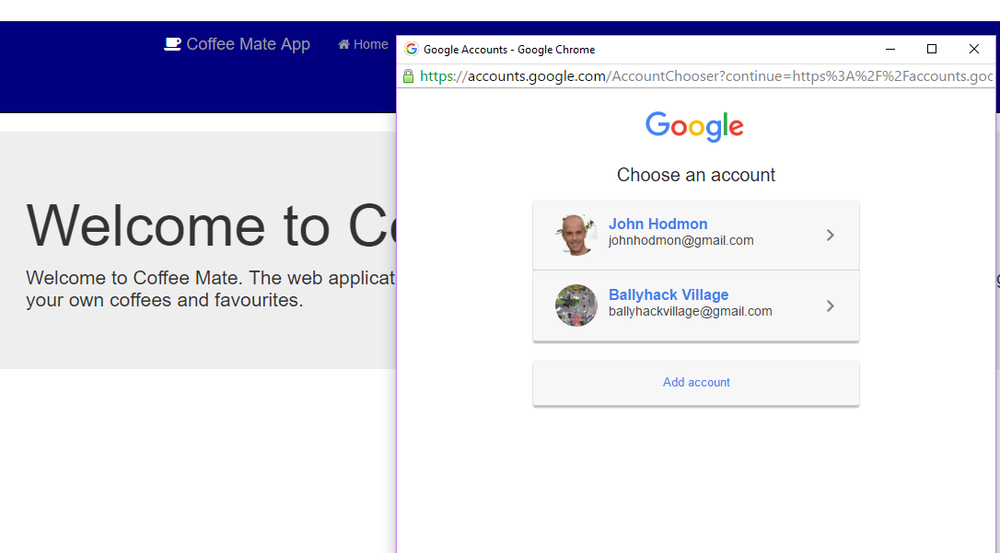 Coffee Mate App
Home
Google Accounts - Google Chrome
https://accounts.google.com/AccountChooser?continue=https%3A%2F%2Faccounts.goo
Google
Choose an account
John Hodmon
johnhodmon@gmail.com
Ballyhack Village
ballyhackvillage@gmail.com
Add account
Welcome to Co
Welcome to Coffee Mate. The web applicat
your own coffees and favourites.